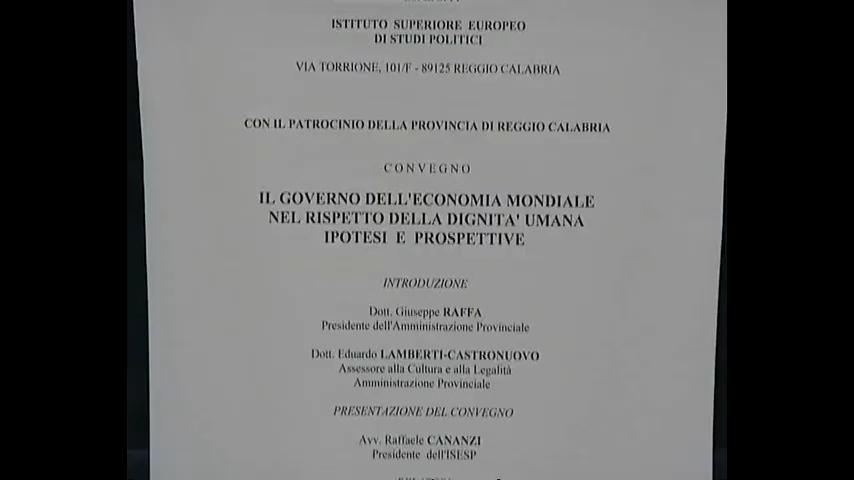 ISTITUTO SUPERIORE EUROPEO
DI STUDI POLITICI
VIA TORRIONE, 101/F - 89125 REGGIO CALABRIA
CON IL PATROCINIO DELLA PROVINCIA DI REGGIO CALABRIA
CONVEGNO
IL GOVERNO DELL'ECONOMIA MONDIALE
NEL RISPETTO DELLA DIGNITA' UMANA
IPOTESI E PROSPETTIVE
INTRODUZIONE
Dott. Giuseppe RAFFA
Presidente dell'Amministrazione Provinciale
Dott. Eduardo LAMBERTI-CASTRONUOVO
Assessore alla Cultura e alla Legalità
Amministrazione Provinciale
PRESENTAZIONE DEL CONVEGNO
Avv. Raffaele CANANZI
Presidente dell'ISESP